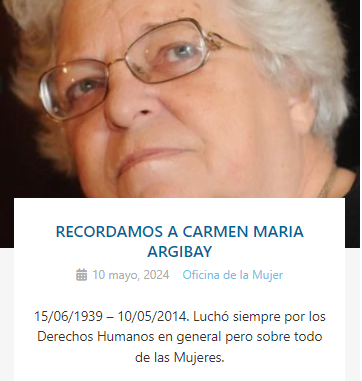 RECORDAMOS A CARMEN MARIA
ARGIBAY
10 mayo, 2024 Oficina de la Mujer
15/06/1939 – 10/05/2014. Luchó siempre por los
Derechos Humanos en general pero sobre todo
de las Mujeres.